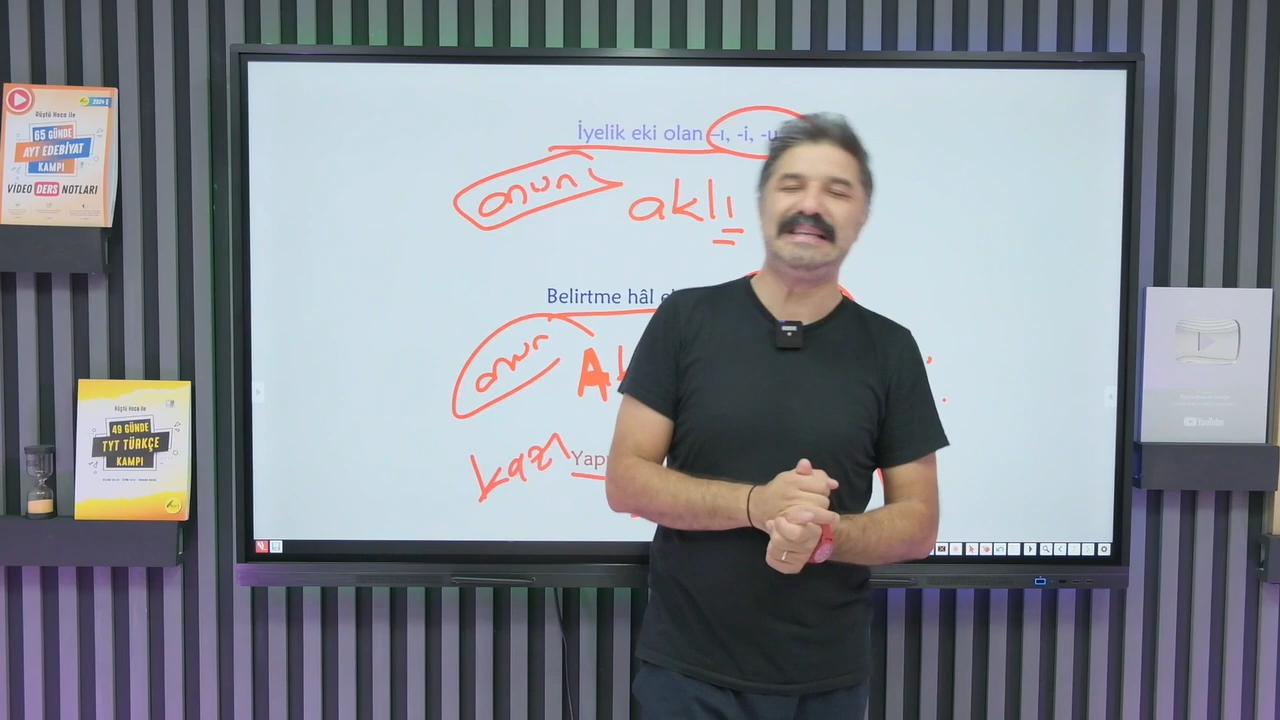 2024
Rüştü Hoca ile
65 GÜNDE
AYT EDEBİYAT
KAMPI
VİDEO DERS NOTLARI
Rüştü Hoca ile
49 GÜNDE
TYT TÜRKÇE
KAMPI
İyelik eki olan -ı, -i, -u
onun
aklı
Belirtme hâl
onun
kazı
YouTube